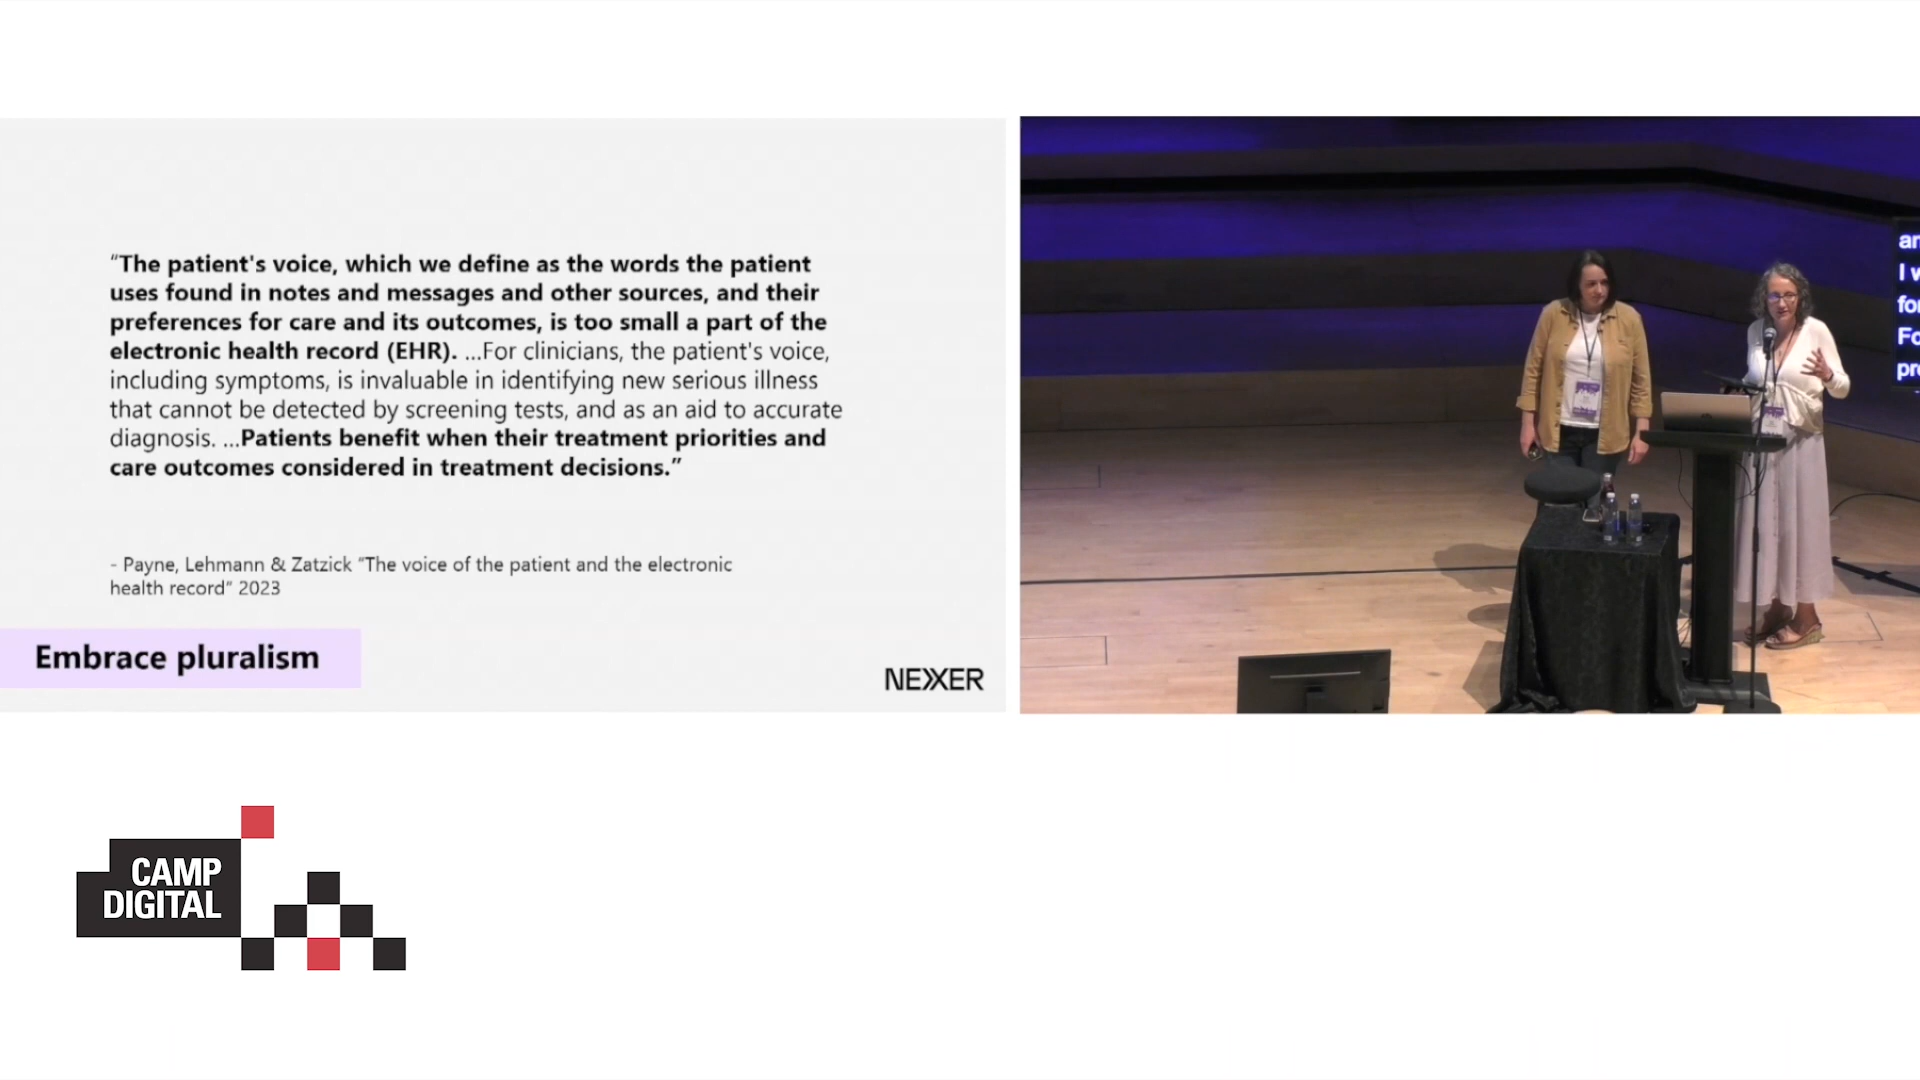 “The patient's voice, which we define as the words the patient
uses found in notes and messages and other sources, and their
preferences for care and its outcomes, is too small a part of the
electronic health record (EHR). ...For clinicians, the patient's voice,
including symptoms, is invaluable in identifying new serious illness
that cannot be detected by screening tests, and as an aid to accurate
diagnosis. ...Patients benefit when their treatment priorities and
care outcomes considered in treatment decisions.”
- Payne, Lehmann & Zatzick “The voice of the patient and the electronic
health record” 2023
Embrace pluralism
NEXER
CAMP
DIGITAL